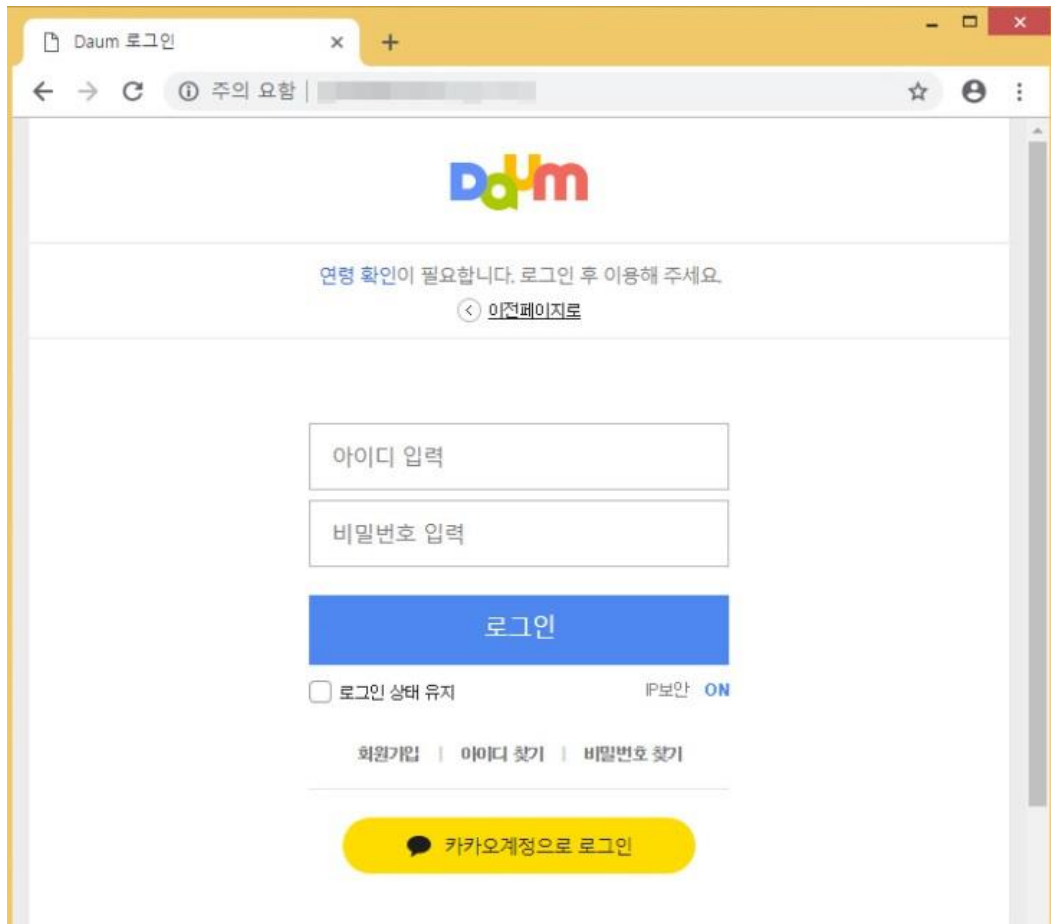 Daum 로그인
주의 요함
Daum
연령 확인이 필요합니다. 로그인 후 이용해 주세요.
이전페이지로
아이디 입력
비밀번호 입력
로그인
로그인 상태 유지 IP보안 ON
회원가입 | 아이디 찾기 | 비밀번호 찾기
카카오계정으로 로그인